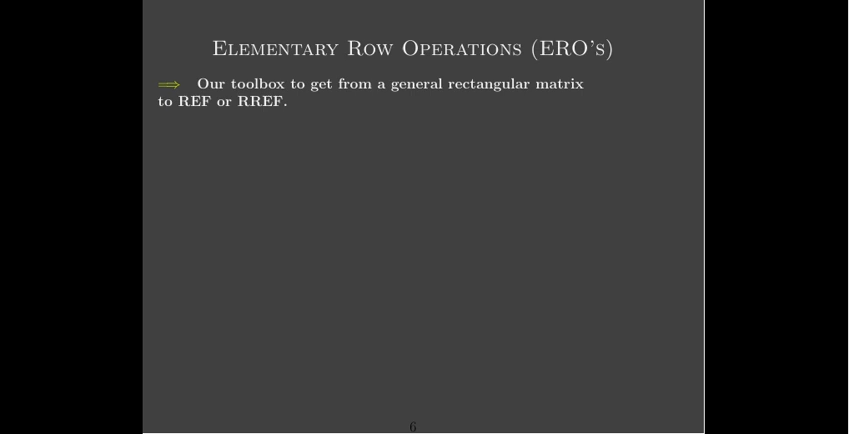 Elementary Row Operations (ERO's)
⟹ Our toolbox to get from a general rectangular matrix
to REF or RREF.
6